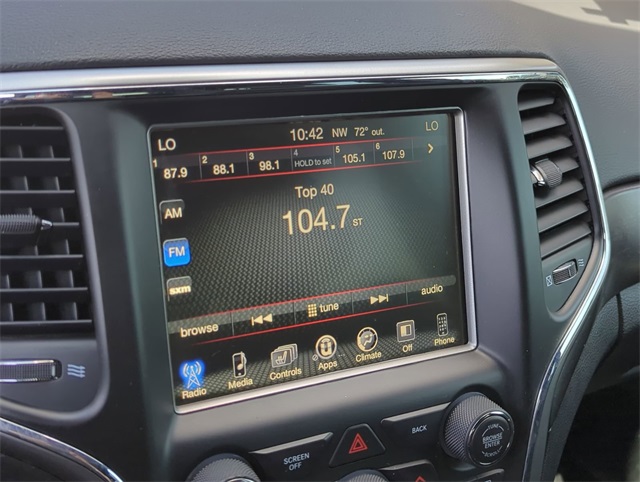 LO 10:42 NW 72° out. LO
1 87.9 2 88.1 3 98.1 4 HOLD to set 5 105.1 6 107.9
Top 40
AM
104.7 ST
FM
sxm
browse tune audio
Radio Media Controls Apps Climate Off Phone
SCREEN OFF
BACK
TUNE
BROWSE